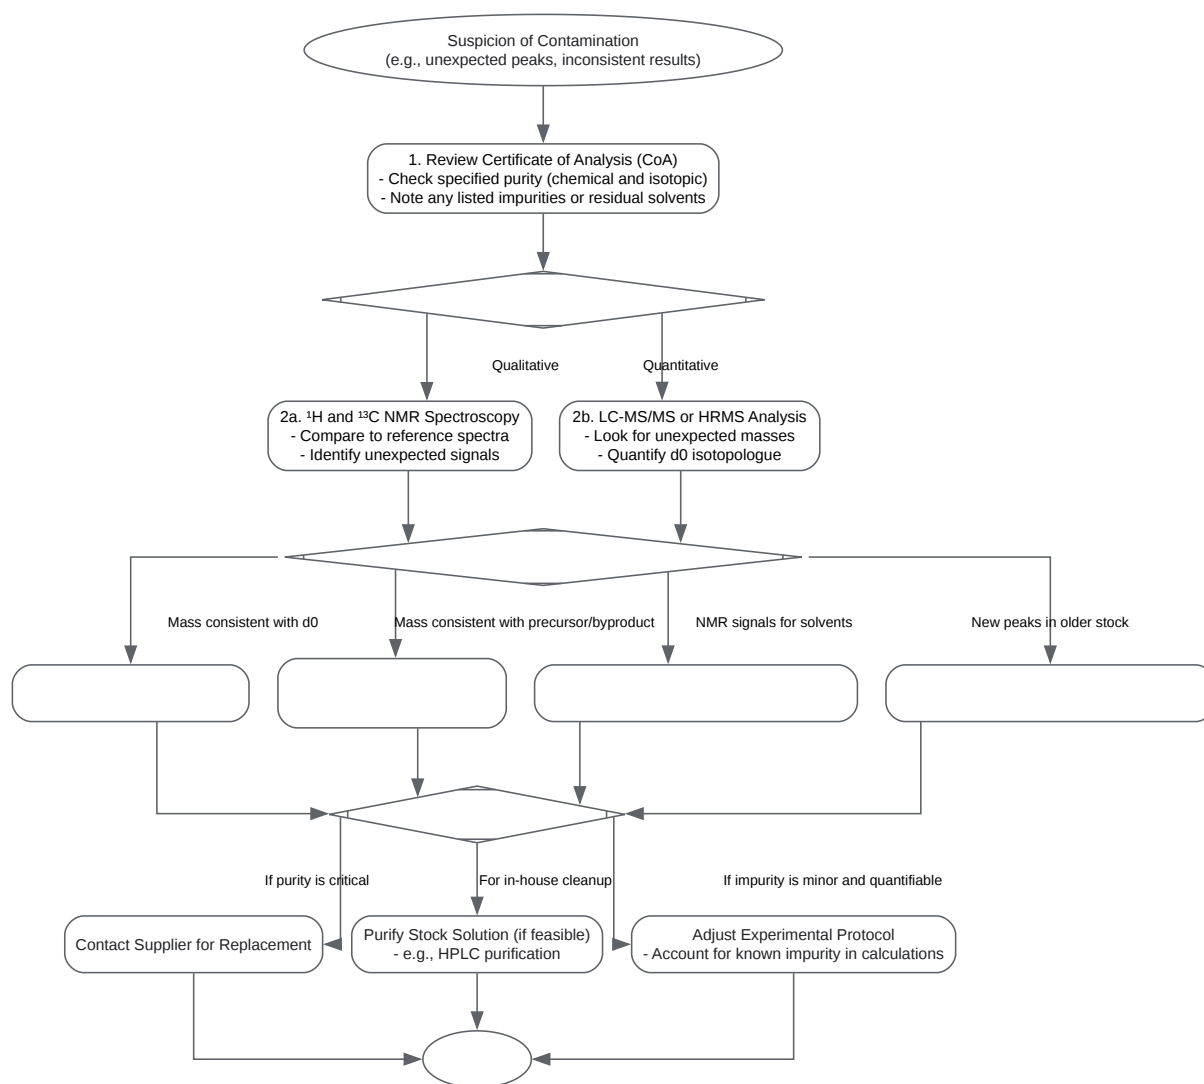 Suspicion of Contamination
(e.g., unexpected peaks, inconsistent results)
1. Review Certificate of Analysis (CoA)
- Check specified purity (chemical and isotopic)
- Note any listed impurities or residual solvents
Qualitative
Quantitative
2a. ¹H and ¹³C NMR Spectroscopy
- Compare to reference spectra
- Identify unexpected signals
2b. LC-MS/MS or HRMS Analysis
- Look for unexpected masses
- Quantify d0 isotopologue
Mass consistent with d0
Mass consistent with precursor/byproduct
NMR signals for solvents
New peaks in older stock
If purity is critical
For in-house cleanup
If impurity is minor and quantifiable
Contact Supplier for Replacement
Purify Stock Solution (if feasible)
- e.g., HPLC purification
Adjust Experimental Protocol
- Account for known impurity in calculations